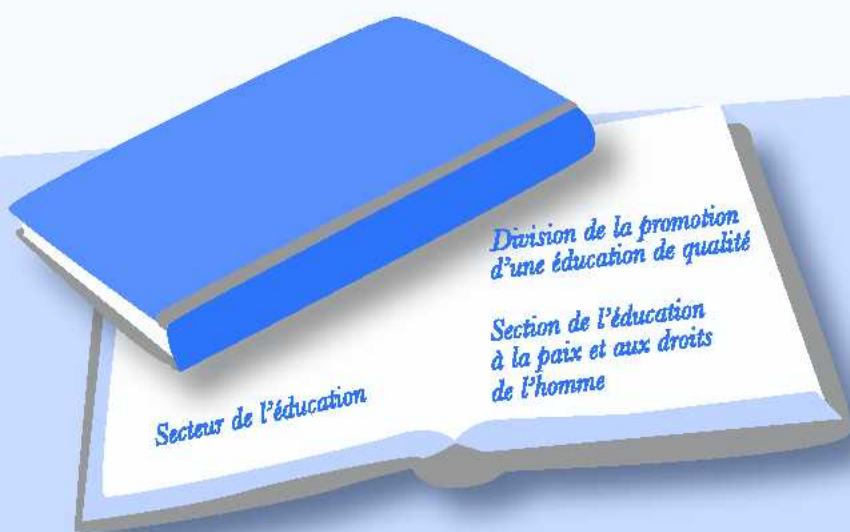 Secteur de l'éducation
Division de la promotion
d'une éducation de qualité
Section de l'éducation
à la paix et aux droits
de l'homme